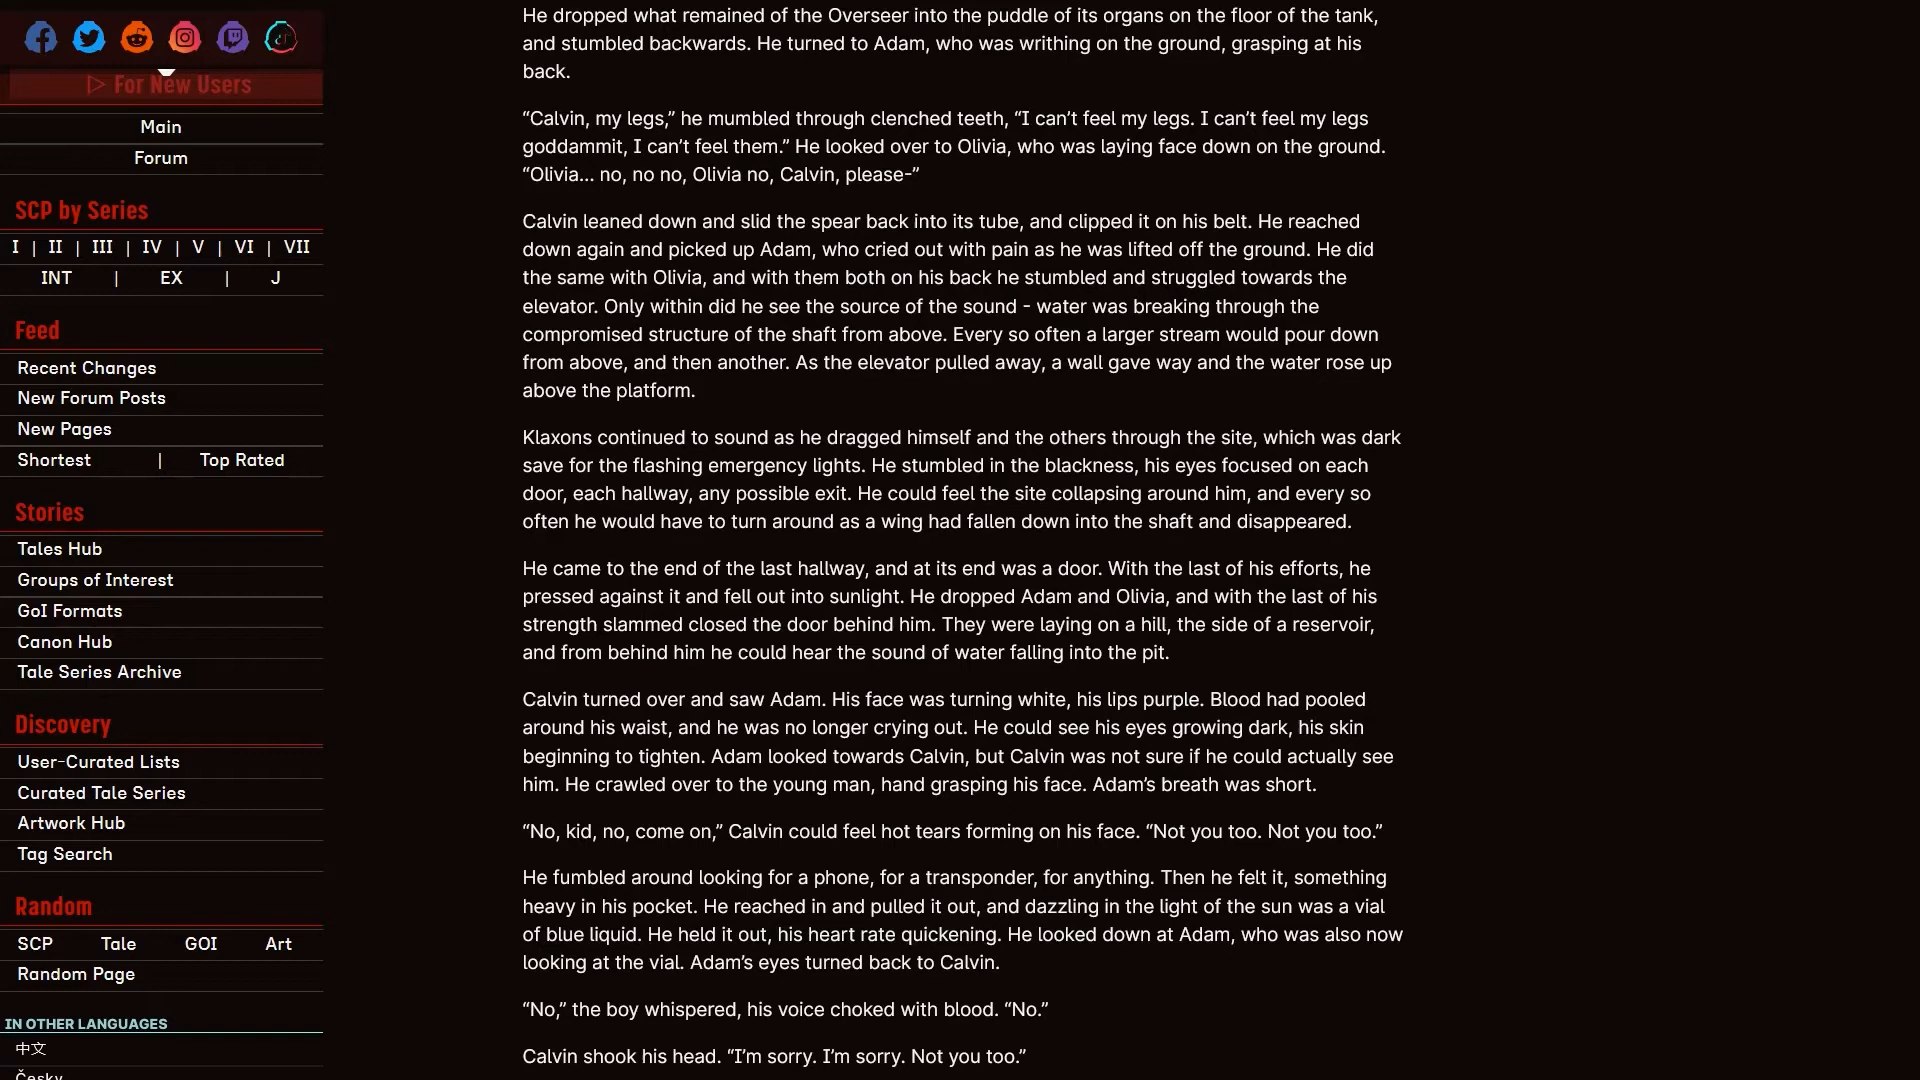 ▷ For New Users
Main
Forum
SCP by Series
I | II | III | IV | V | VI | VII
INT | EX | J
Feed
Recent Changes
New Forum Posts
New Pages
Shortest | Top Rated
Stories
Tales Hub
Groups of Interest
GoI Formats
Canon Hub
Tale Series Archive
Discovery
User-Curated Lists
Curated Tale Series
Artwork Hub
Tag Search
Random
SCP Tale GOI Art
Random Page
IN OTHER LANGUAGES
中文
Česky
He dropped what remained of the Overseer into the puddle of its organs on the floor of the tank,
and stumbled backwards. He turned to Adam, who was writhing on the ground, grasping at his
back.
“Calvin, my legs,” he mumbled through clenched teeth, “I can’t feel my legs. I can’t feel my legs
goddammit, I can’t feel them.” He looked over to Olivia, who was laying face down on the ground.
“Olivia... no, no no, Olivia no, Calvin, please-”
Calvin leaned down and slid the spear back into its tube, and clipped it on his belt. He reached
down again and picked up Adam, who cried out with pain as he was lifted off the ground. He did
the same with Olivia, and with them both on his back he stumbled and struggled towards the
elevator. Only within did he see the source of the sound - water was breaking through the
compromised structure of the shaft from above. Every so often a larger stream would pour down
from above, and then another. As the elevator pulled away, a wall gave way and the water rose up
above the platform.
Klaxons continued to sound as he dragged himself and the others through the site, which was dark
save for the flashing emergency lights. He stumbled in the blackness, his eyes focused on each
door, each hallway, any possible exit. He could feel the site collapsing around him, and every so
often he would have to turn around as a wing had fallen down into the shaft and disappeared.
He came to the end of the last hallway, and at its end was a door. With the last of his efforts, he
pressed against it and fell out into sunlight. He dropped Adam and Olivia, and with the last of his
strength slammed closed the door behind him. They were laying on a hill, the side of a reservoir,
and from behind him he could hear the sound of water falling into the pit.
Calvin turned over and saw Adam. His face was turning white, his lips purple. Blood had pooled
around his waist, and he was no longer crying out. He could see his eyes growing dark, his skin
beginning to tighten. Adam looked towards Calvin, but Calvin was not sure if he could actually see
him. He crawled over to the young man, hand grasping his face. Adam’s breath was short.
“No, kid, no, come on,” Calvin could feel hot tears forming on his face. “Not you too. Not you too.”
He fumbled around looking for a phone, for a transponder, for anything. Then he felt it, something
heavy in his pocket. He reached in and pulled it out, and dazzling in the light of the sun was a vial
of blue liquid. He held it out, his heart rate quickening. He looked down at Adam, who was also now
looking at the vial. Adam’s eyes turned back to Calvin.
“No,” the boy whispered, his voice choked with blood. “No.”
Calvin shook his head. “I’m sorry. I’m sorry. Not you too.”